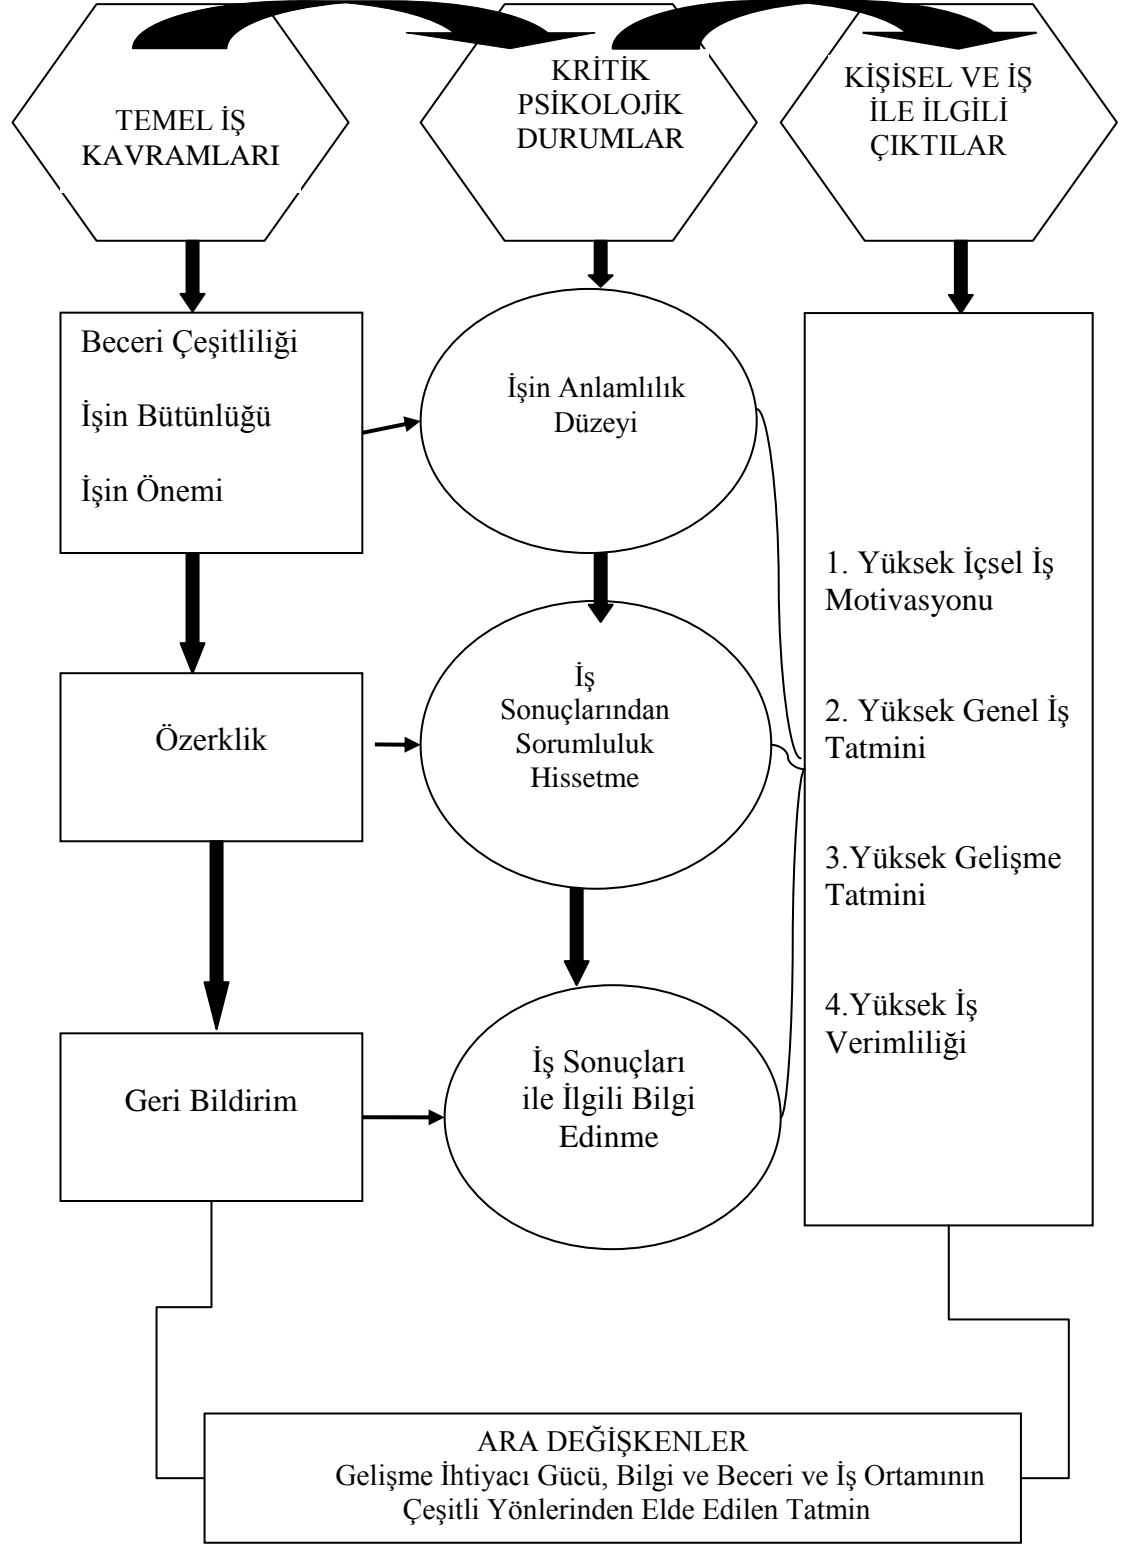 TEMEL İŞ
KAVRAMLARI
KRİTİK
PSİKOLOJİK
DURUMLAR
KİŞİSEL VE İŞ
İLE İLGİLİ
ÇIKTILAR
Beceri Çeşitliliği
İşin Bütünlüğü
İşin Önemi
İşin Anlamlılık
Düzeyi
Özerklik
İş
Sonuçlarından
Sorumluluk
Hissetme
Geri Bildirim
İş Sonuçları
ile İlgili Bilgi
Edinme
1. Yüksek İçsel İş
Motivasyonu
2. Yüksek Genel İş
Tatmini
3.Yüksek Gelişme
Tatmini
4.Yüksek İş
Verimliliği
ARA DEĞİŞKENLER
Gelişme İhtiyacı Gücü, Bilgi ve Beceri ve İş Ortamının
Çeşitli Yönlerinden Elde Edilen Tatmin